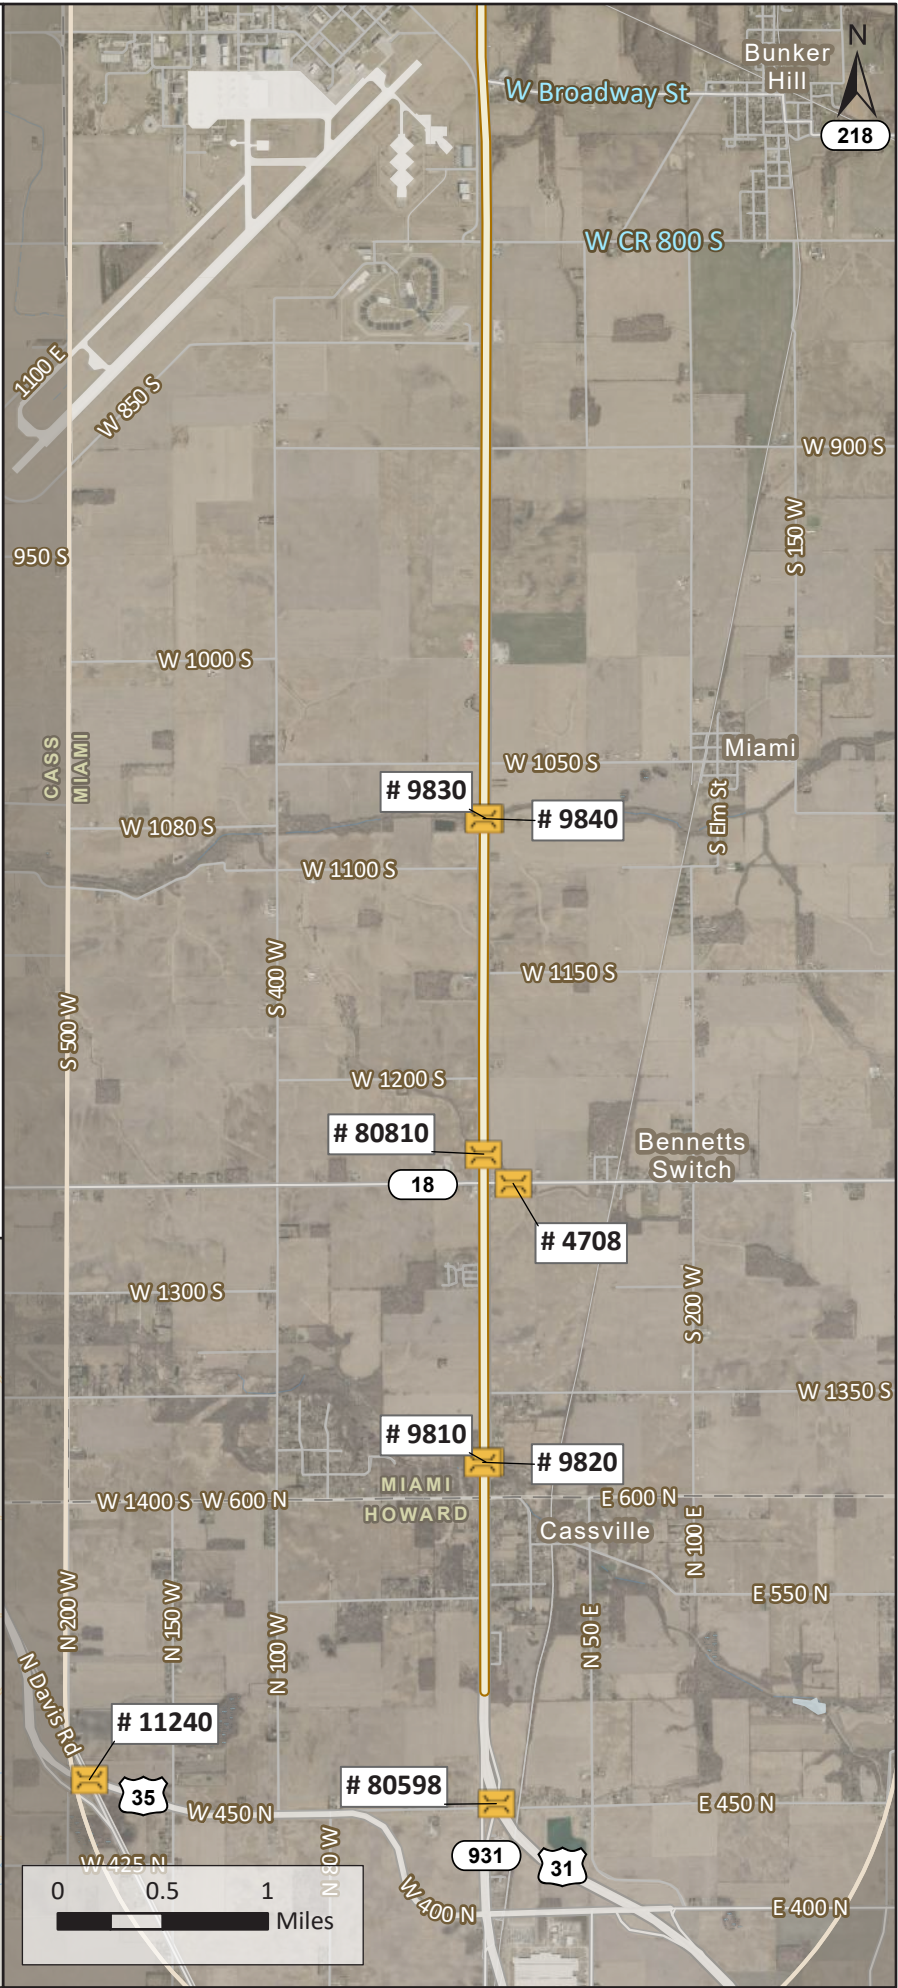 N
Bunker
Hill
W Broadway St
218
W CR 800 S
1100 E
W 850 S
W 900 S
S 150 W
950 S
W 1000 S
CASS
MIAMI
Miami
W 1050 S
# 9830
# 9840
W 1080 S
S Elm St
W 1100 S
S 400 W
W 1150 S
S 500 W
W 1200 S
# 80810
Bennetts
Switch
18
# 4708
W 1300 S
S 200 W
W 1350 S
# 9810
# 9820
MIAMI
HOWARD
W 1400 S
W 600 N
E 600 N
Cassville
N 100 E
E 550 N
N 200 W
N 150 W
N 100 W
N 50 E
N Davis Rd
# 11240
35
# 80598
W 450 N
E 450 N
931
31
W 425 N
N 80 W
W 400 N
E 400 N
0 0.5 1
Miles